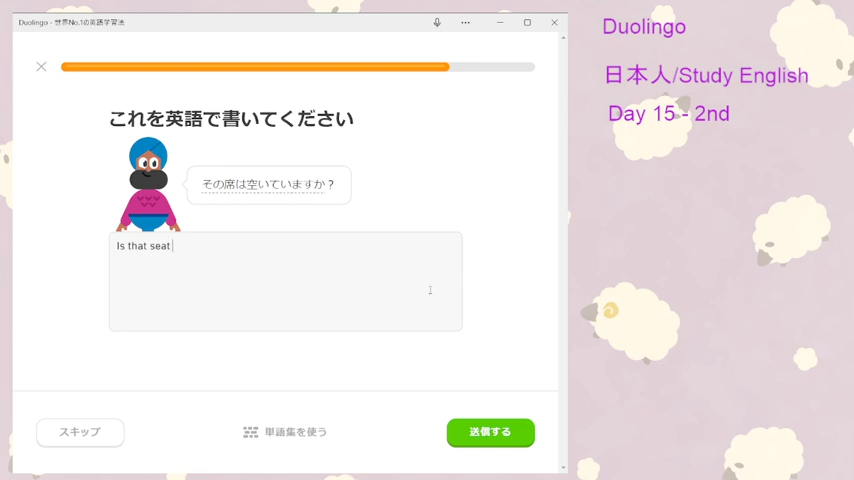 Duolingo - 世界No.1の英語学習法
Duolingo
日本人/Study English
Day 15 - 2nd
これを英語で書いてください
その席は空いていますか？
Is that seat
スキップ
単語集を使う
送信する